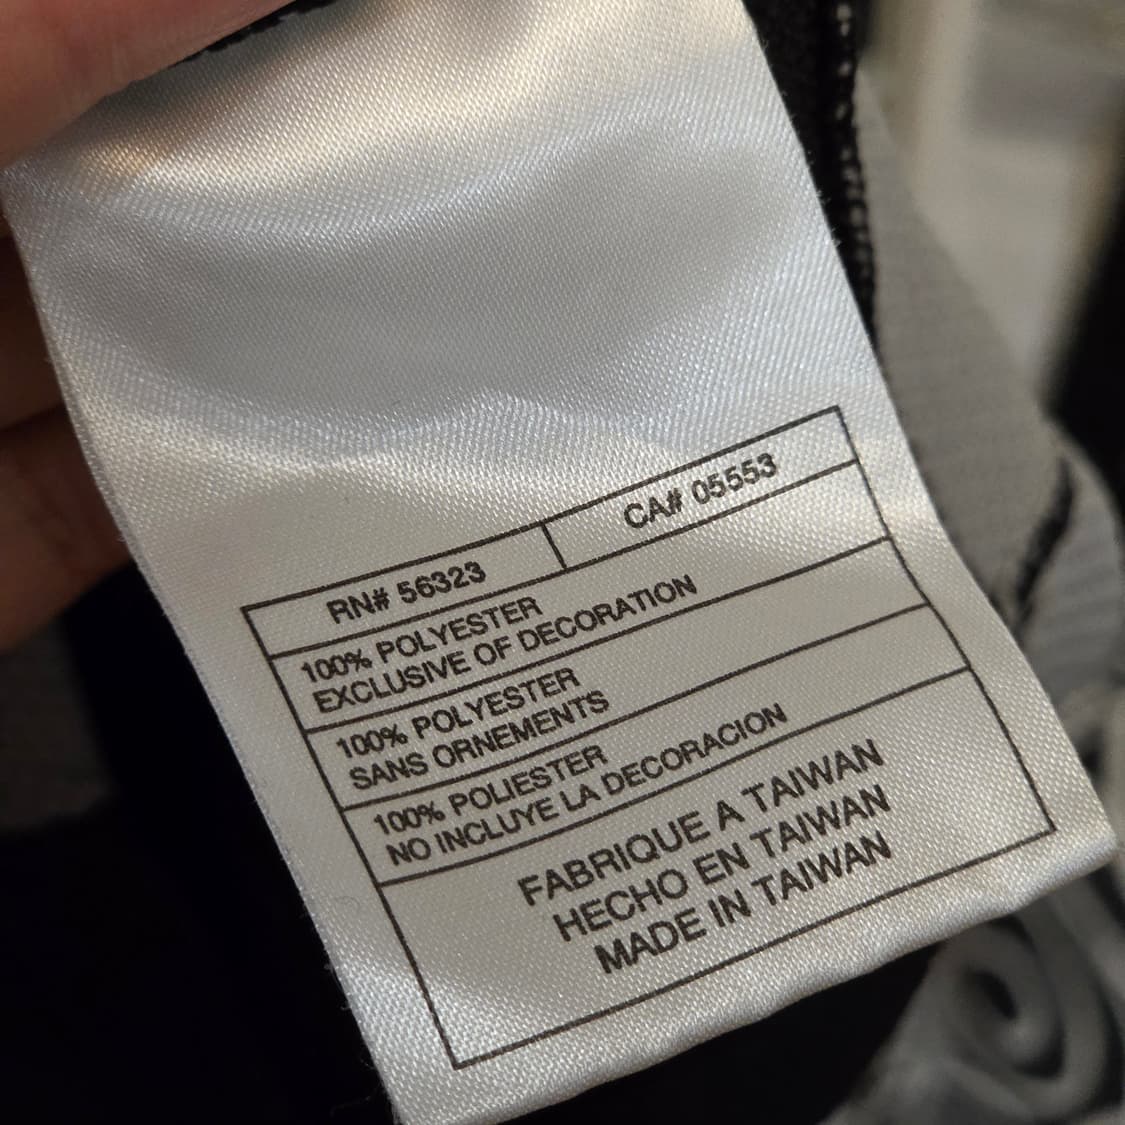 RN# 56323
CA# 05553
100% POLYESTER
EXCLUSIVE OF DECORATION
100% POLYESTER
SANS ORNEMENTS
100% POLIESTER
NO INCLUYE LA DECORACION
FABRIQUE A TAIWAN
HECHO EN TAIWAN
MADE IN TAIWAN